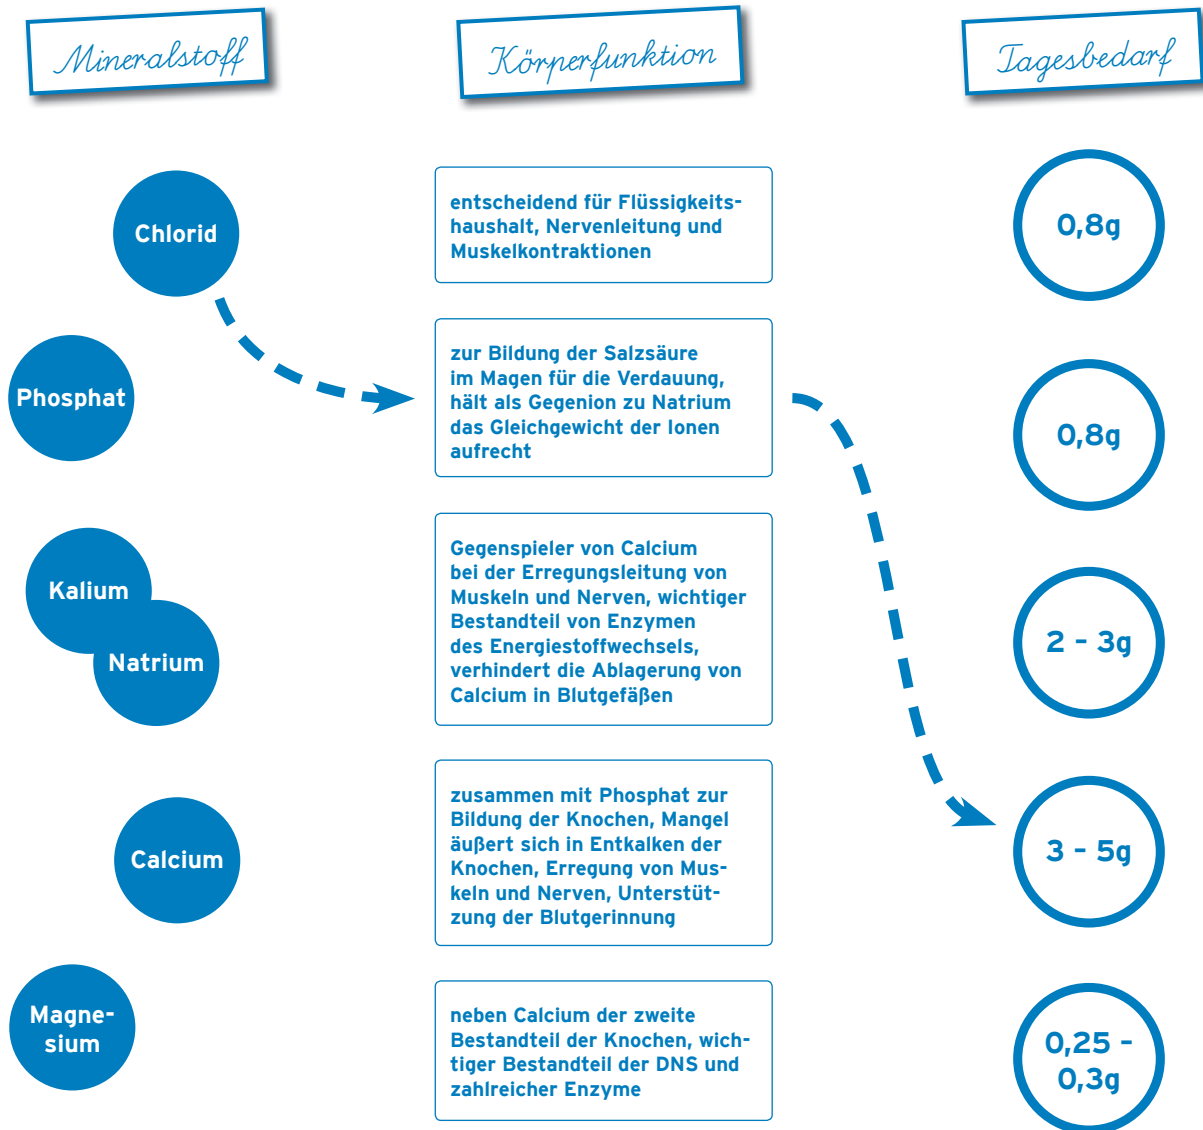 Mineralstoff
Körperfunktion
Tagesbedarf
Chlorid
Phosphat
Kalium
Natrium
Calcium
Magne-
sium
entscheidend für Flüssigkeits-
haushalt, Nervenleitung und
Muskelkontraktionen
zur Bildung der Salzsäure
im Magen für die Verdauung,
hält als Gegenion zu Natrium
das Gleichgewicht der Ionen
aufrecht
Gegenspieler von Calcium
bei der Erregungsleitung von
Muskeln und Nerven, wichtiger
Bestandteil von Enzymen
des Energiestoffwechsels,
verhindert die Ablagerung von
Calcium in Blutgefäßen
zusammen mit Phosphat zur
Bildung der Knochen, Mangel
äußert sich in Entkalken der
Knochen, Erregung von Mus-
keln und Nerven, Unterstüt-
zung der Blutgerinnung
neben Calcium der zweite
Bestandteil der Knochen, wich-
tiger Bestandteil der DNS und
zahlreicher Enzyme
0,8g
0,8g
2 - 3g
3 - 5g
0,25 -
0,3g